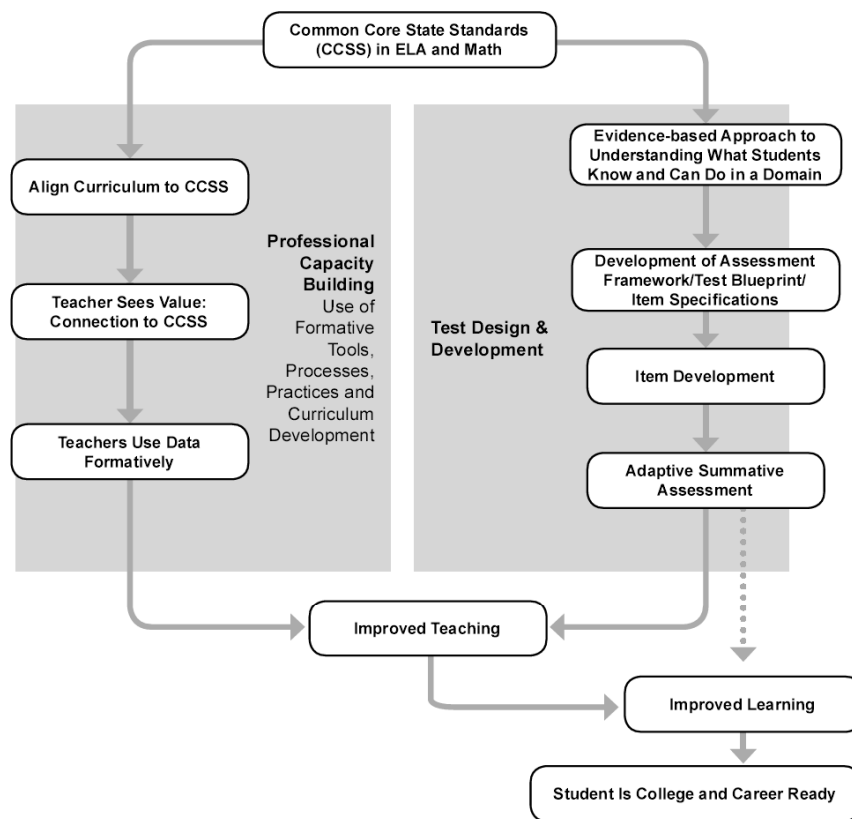 Common Core State Standards
(CCSS) in ELA and Math
Align Curriculum to CCSS
Teacher Sees Value:
Connection to CCSS
Teachers Use Data
Formatively
Professional
Capacity
Building
Use of
Formative
Tools,
Processes,
Practices and
Curriculum
Development
Test Design &
Development
Evidence-based Approach to
Understanding What Students
Know and Can Do in a Domain
Development of Assessment
Framework/Test Blueprint/
Item Specifications
Item Development
Adaptive Summative
Assessment
Improved Teaching
Improved Learning
Student Is College and Career Ready